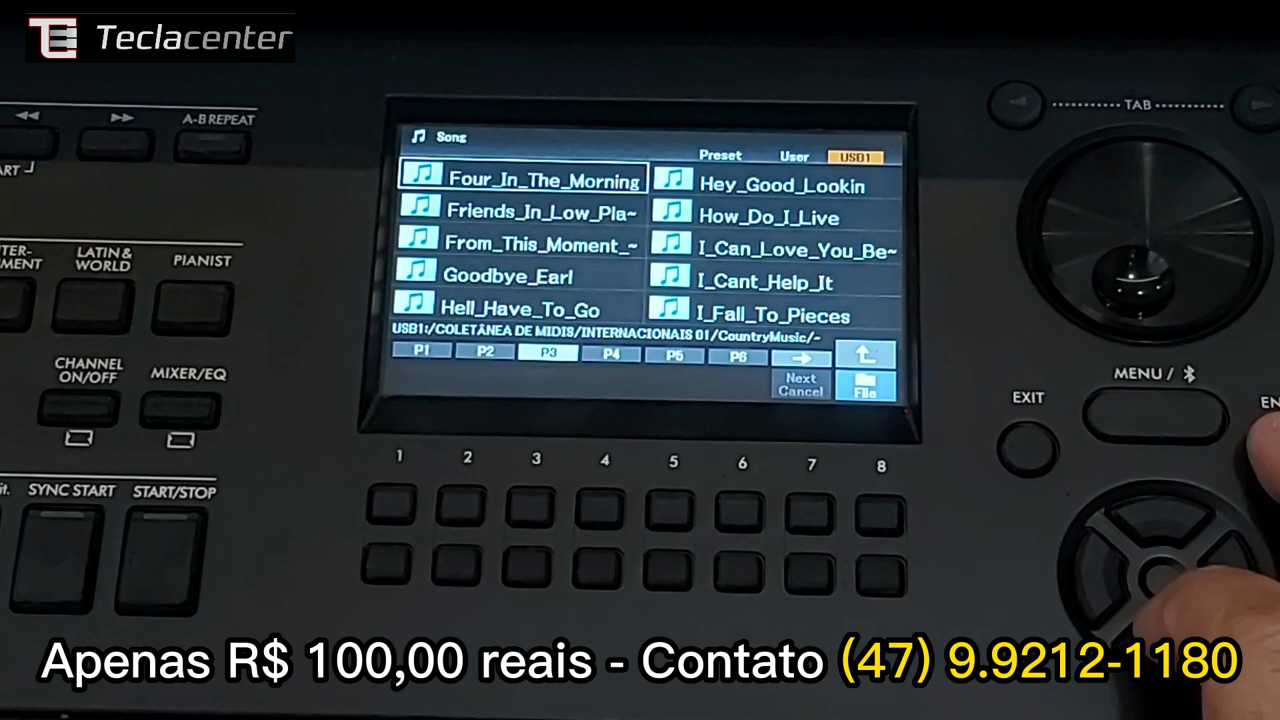 Teclacenter
A-B REPEAT
TAB
Song
Preset User USB1
Four_In_The_Morning Hey_Good_Lookin
Friends_In_Low_Pla~ How_Do_I_Live
From_This_Moment_~ I_Can_Love_You_Be~
Goodbye_Earl I_Cant_Help_It
Hell_Have_To_Go I_Fall_To_Pieces
USB1:/COLETÂNEA DE MIDIS/INTERNACIONAIS 01/CountryMusic/~
P1 P2 P3 P4 P5 P6
Next
Cancel
File
LATIN &
WORLD
PIANIST
CHANNEL
ON/OFF
MIXER/EQ
MENU /
EXIT
1 2 3 4 5 6 7 8
SYNC START START/STOP
Apenas R$ 100,00 reais - Contato (47) 9.9212-1180